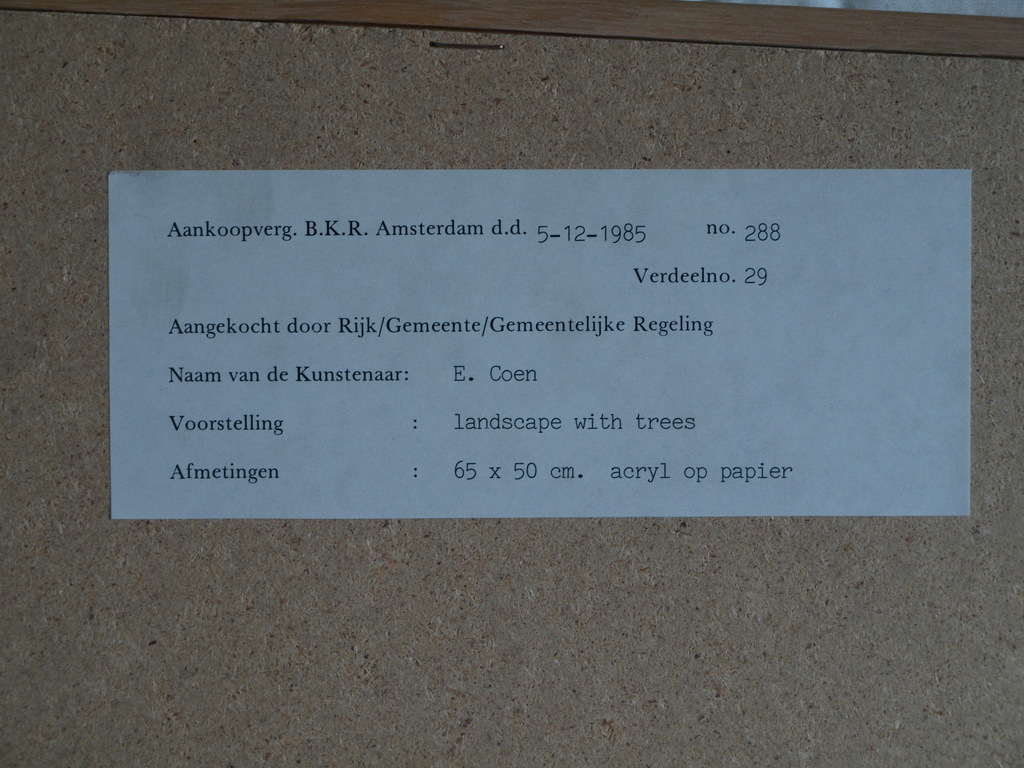 Aankoopverg. B.K.R. Amsterdam d.d. 5-12-1985 no. 288
Verdeelno. 29
Aangekocht door Rijk/Gemeente/Gemeentelijke Regeling
Naam van de Kunstenaar: E. Coen
Voorstelling : landscape with trees
Afmetingen : 65 x 50 cm. acryl op papier